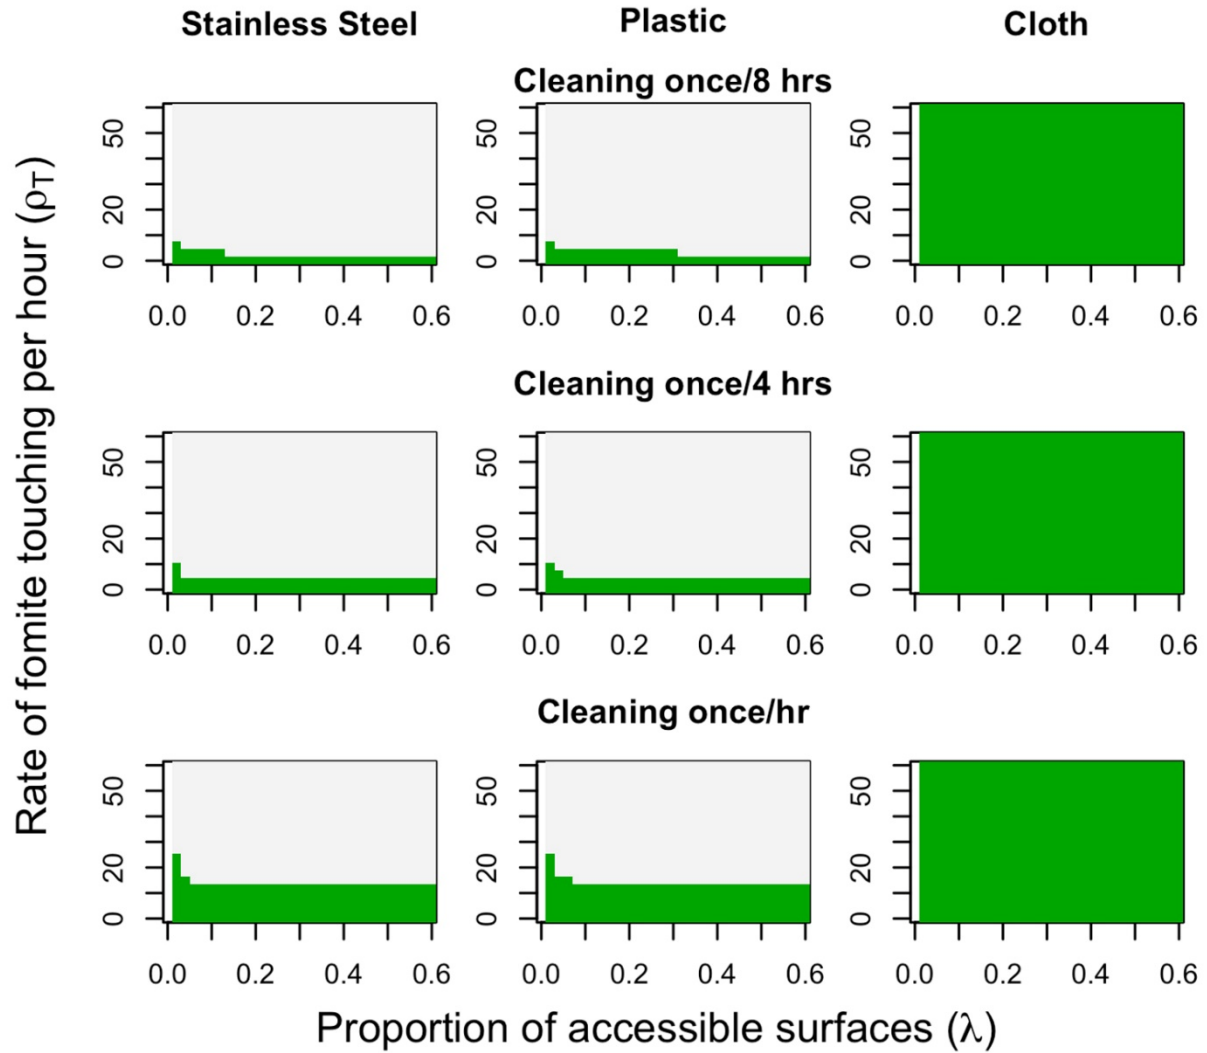 Stainless Steel Plastic Cloth
Cleaning once/8 hrs
50 50 50
20 20 20
0 0 0
0.0 0.2 0.4 0.6 0.0 0.2 0.4 0.6 0.0 0.2 0.4 0.6
Cleaning once/4 hrs
50 50 50
20 20 20
0 0 0
0.0 0.2 0.4 0.6 0.0 0.2 0.4 0.6 0.0 0.2 0.4 0.6
Cleaning once/hr
50 50 50
20 20 20
0 0 0
0.0 0.2 0.4 0.6 0.0 0.2 0.4 0.6 0.0 0.2 0.4 0.6
Rate of fomite touching per hour (ρT)
Proportion of accessible surfaces (λ)